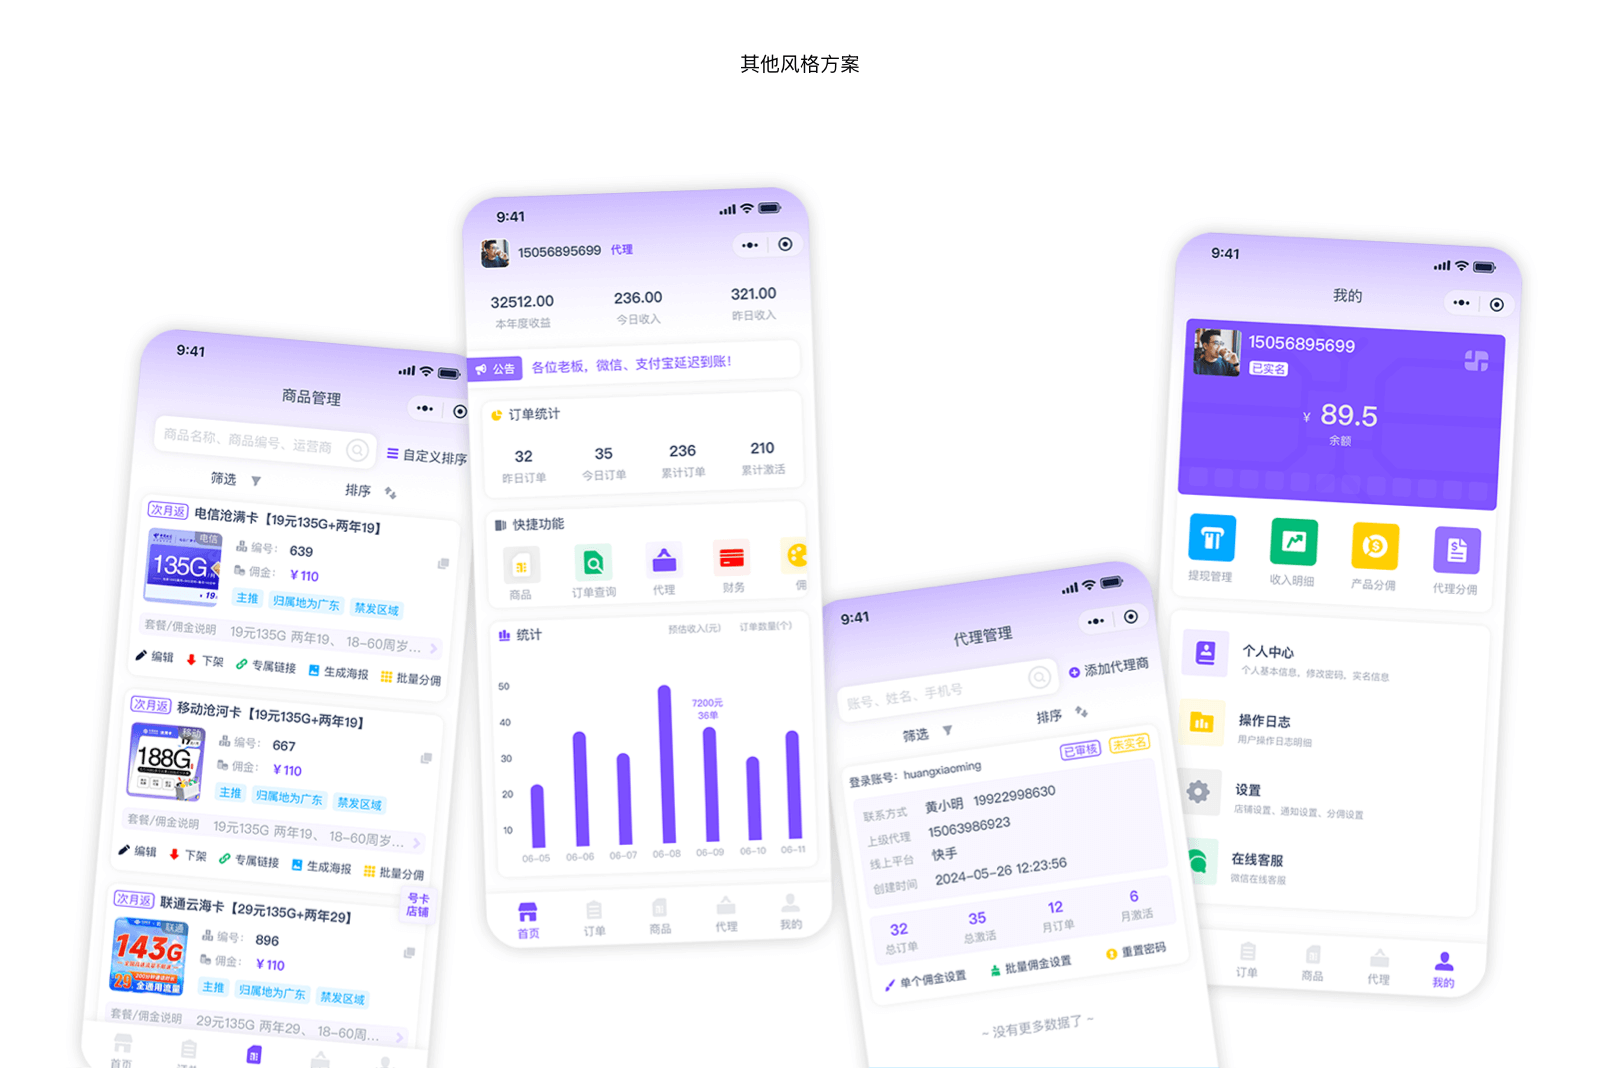 其他风格方案
9:41
商品管理
商品名称、商品编号、运营商
自定义排序
筛选
排序
次月返 电信沧满卡【19元135G+两年19】
电信
135G
编号： 639
佣金： ¥110
主推 归属地为广东 禁发区域
套餐/佣金说明 19元135G 两年19、 18-60周岁...
编辑 下架 专属链接 生成海报 批量分佣
次月返 移动沧河卡【19元135G+两年19】
移动
188G
编号： 667
佣金： ¥110
主推 归属地为广东 禁发区域
套餐/佣金说明 19元135G 两年19、 18-60周岁...
编辑 下架 专属链接 生成海报 批量分佣
号卡
店铺
次月返 联通云海卡【29元135G+两年29】
联通
143G
29
全通用流量
编号： 896
佣金： ¥110
主推 归属地为广东 禁发区域
套餐/佣金说明 29元135G 两年29、 18-60周...
首页 订单
9:41
15056895699 代理
32512.00 236.00 321.00
本年度收益 今日收入 昨日收入
公告 各位老板，微信、支付宝延迟到账！
订单统计
32 35 236 210
昨日订单 今日订单 累计订单 累计激活
快捷功能
商品 订单查询 代理 财务 佣
统计 预估收入(元) 订单数量(个)
50
40
30
20
10
7200元
36单
06-05 06-06 06-07 06-08 06-09 06-10 06-11
首页 订单 商品 代理 我的
9:41
代理管理
账号、姓名、手机号
添加代理商
筛选 排序
登录账号：huangxiaoming 已审核 未实名
联系方式 黄小明 19922998630
上级代理 15063986923
线上平台 快手
创建时间 2024-05-26 12:23:56
32 35 12 6
总订单 总激活 月订单 月激活
单个佣金设置 批量佣金设置 重置密码
~ 没有更多数据了 ~
9:41
我的
15056895699
已实名
¥ 89.5
余额
提现管理 收入明细 产品分佣 代理分佣
个人中心
个人基本信息，修改密码，实名信息
操作日志
用户操作日志明细
设置
店铺设置、通知设置、分佣设置
在线客服
微信在线客服
订单 商品 代理 我的